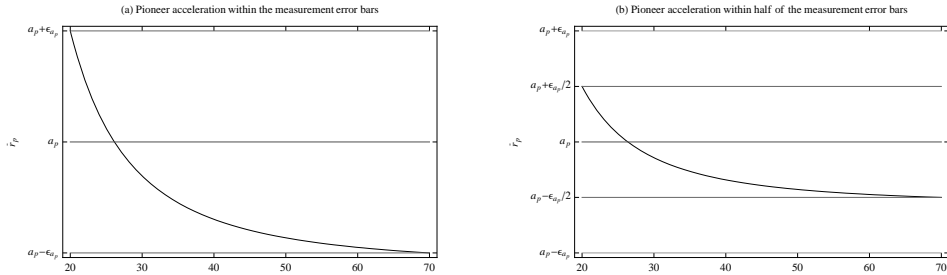 (a) Pioneer acceleration within the measurement error bars
a_p+ϵ_{a_p}
a_p
a_p−ϵ_{a_p}
r̈_p
20 30 40 50 60 70
(b) Pioneer acceleration within half of the measurement error bars
a_p+ϵ_{a_p}
a_p+ϵ_{a_p}/2
a_p
a_p−ϵ_{a_p}/2
a_p−ϵ_{a_p}
r̈_p
20 30 40 50 60 70